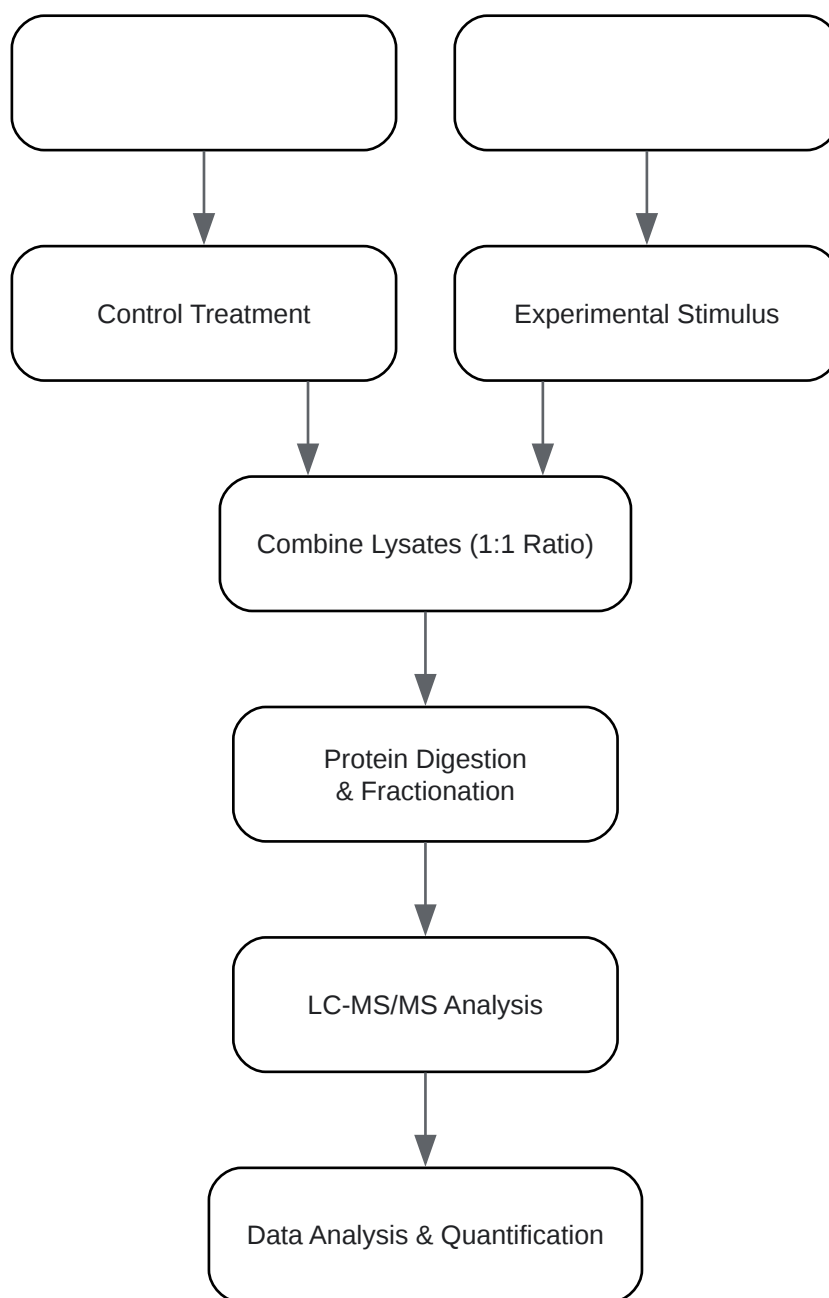 Control Treatment
Experimental Stimulus
Combine Lysates (1:1 Ratio)
Protein Digestion
& Fractionation
LC-MS/MS Analysis
Data Analysis & Quantification